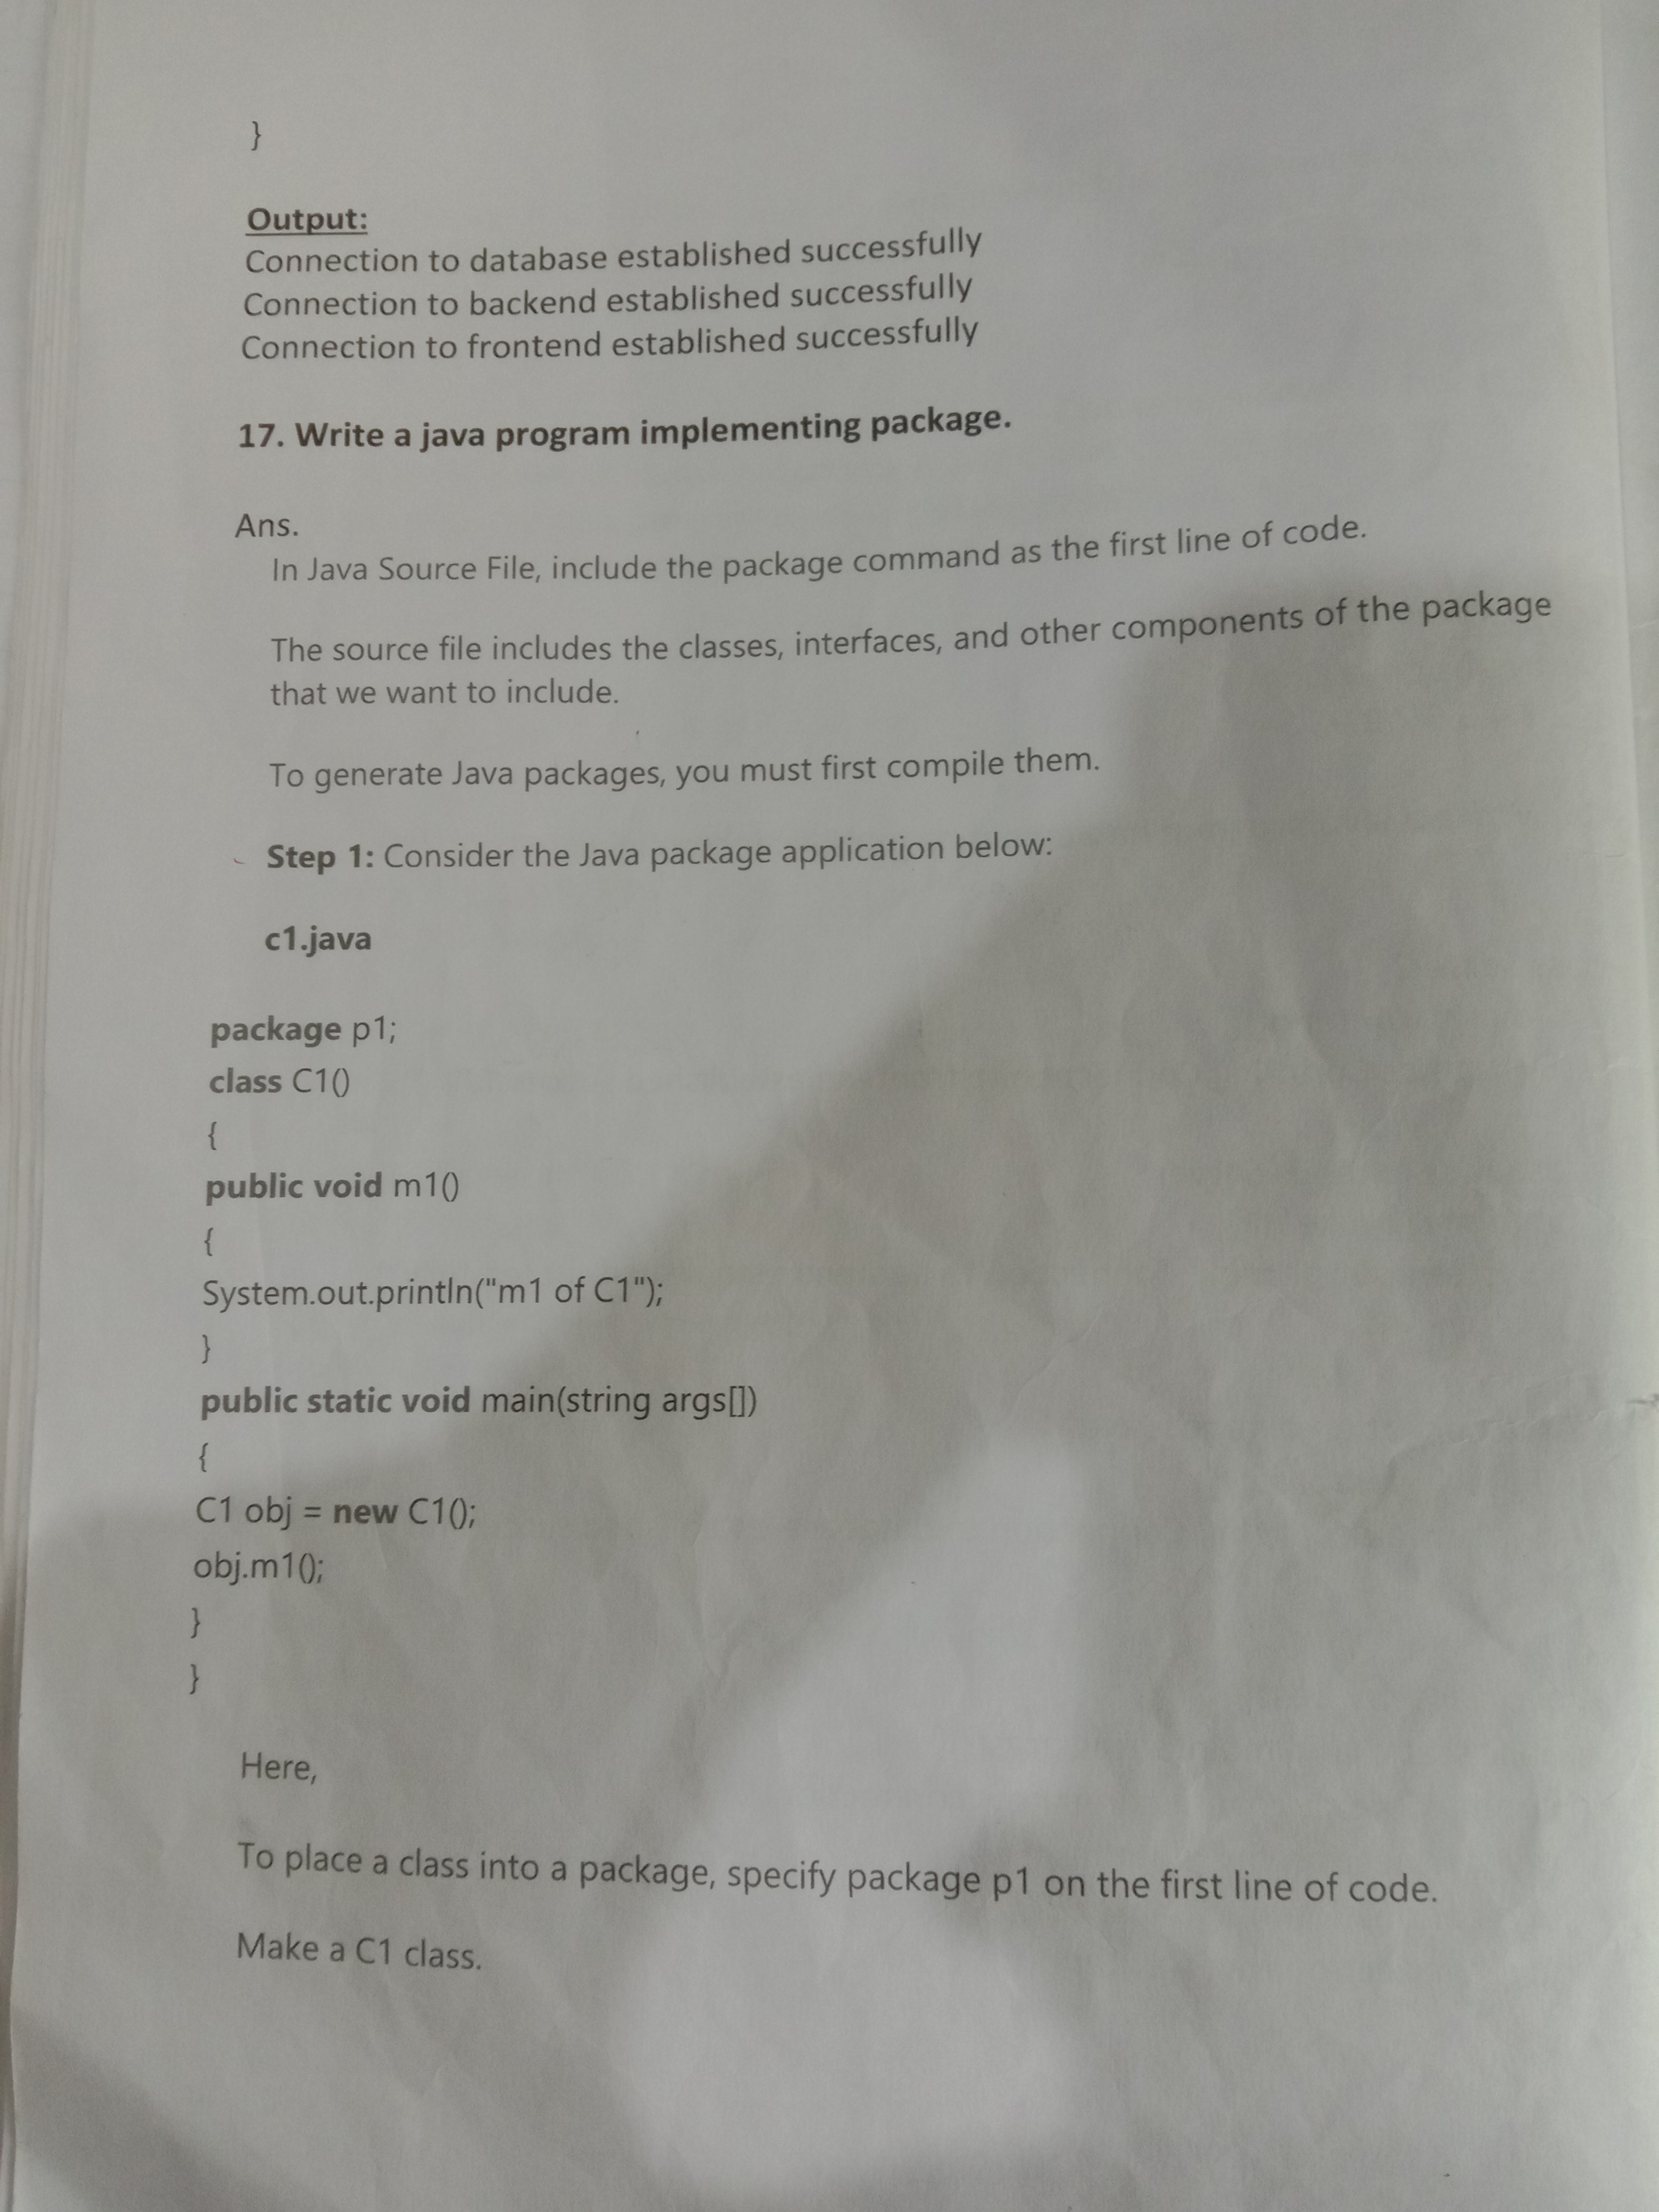 }
Output:
Connection to database established successfully
Connection to backend established successfully
Connection to frontend established successfully
17. Write a java program implementing package.
Ans.
In Java Source File, include the package command as the first line of code.
The source file includes the classes, interfaces, and other components of the package
that we want to include.
To generate Java packages, you must first compile them.
Step 1: Consider the Java package application below:
c1.java
package p1;
class C1()
{
public void m1()
{
System.out.println("m1 of C1");
}
public static void main(string args[])
{
C1 obj = new C1();
obj.m1();
}
}
Here,
To place a class into a package, specify package p1 on the first line of code.
Make a C1 class.